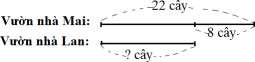 22 cây
Vườn nhà Mai:
8 cây
Vườn nhà Lan:
? cây